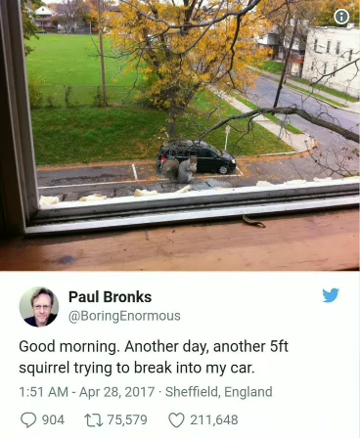 Paul Bronks
@BoringEnormous
Good morning. Another day, another 5ft
squirrel trying to break into my car.
1:51 AM - Apr 28, 2017 · Sheffield, England
904 75,579 211,648